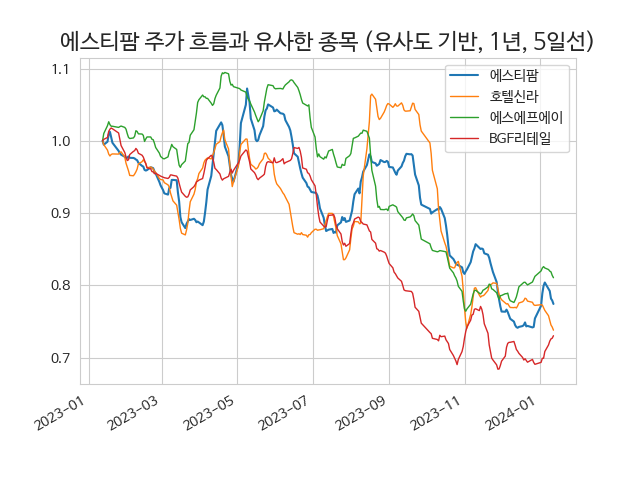 에스티팜 주가 흐름과 유사한 종목 (유사도 기반, 1년, 5일선)
에스티팜
호텔신라
에스에프에이
BGF리테일
1.1
1.0
0.9
0.8
0.7
2023-01
2023-03
2023-05
2023-07
2023-09
2023-11
2024-01